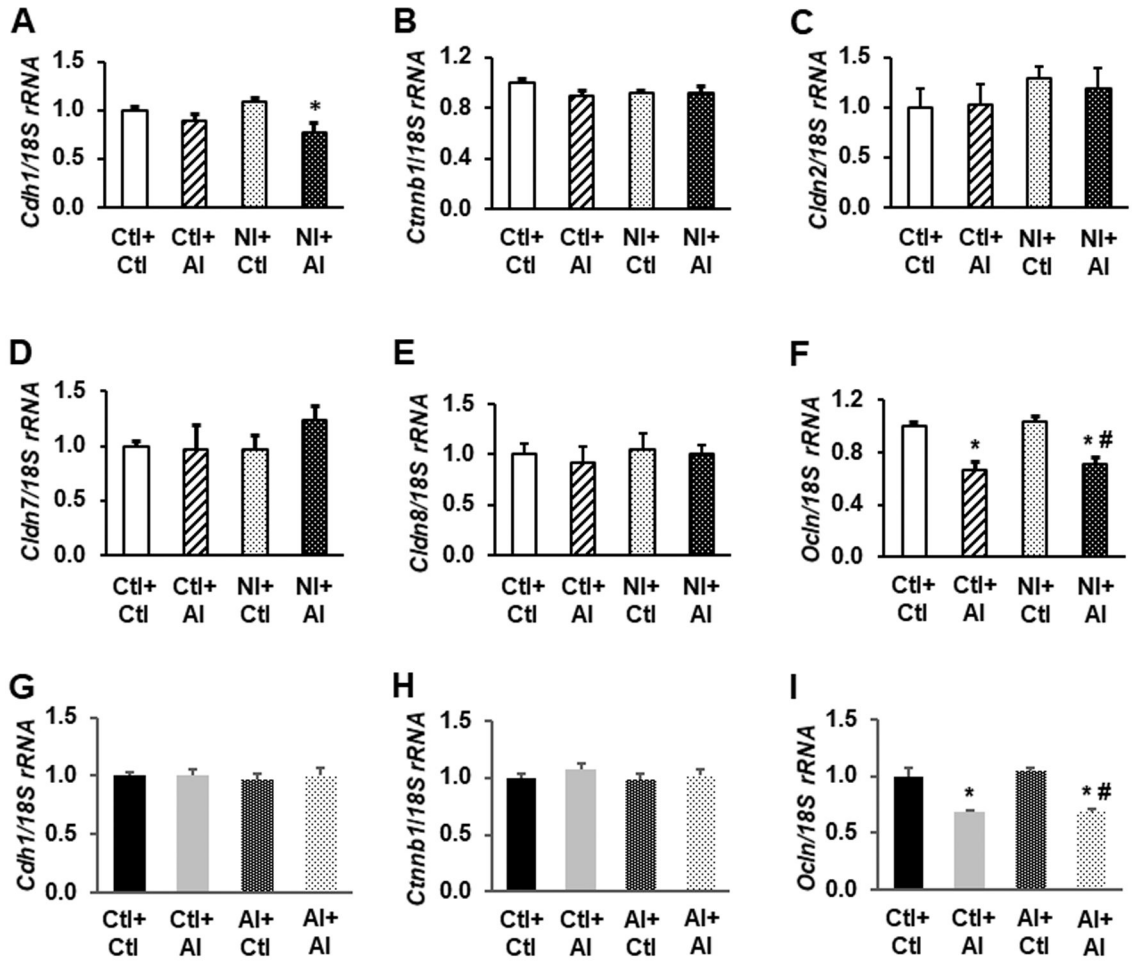 A
Cdh1/18S rRNA
1.5
1.0
0.5
0.0
Ctl+ Ctl+ NI+ NI+
Ctl AI Ctl AI
*
B
Ctnnb1/18S rRNA
1.2
0.8
0.4
0.0
Ctl+ Ctl+ NI+ NI+
Ctl AI Ctl AI
C
Cldn2/18S rRNA
1.5
1.0
0.5
0.0
Ctl+ Ctl+ NI+ NI+
Ctl AI Ctl AI
D
Cldn7/18S rRNA
1.5
1.0
0.5
0.0
Ctl+ Ctl+ NI+ NI+
Ctl AI Ctl AI
E
Cldn8/18S rRNA
1.5
1.0
0.5
0.0
Ctl+ Ctl+ NI+ NI+
Ctl AI Ctl AI
F
Ocln/18S rRNA
1.2
0.8
0.4
0.0
* * #
Ctl+ Ctl+ NI+ NI+
Ctl AI Ctl AI
G
Cdh1/18S rRNA
1.5
1.0
0.5
0.0
Ctl+ Ctl+ AI+ AI+
Ctl AI Ctl AI
H
Ctnnb1/18S rRNA
1.5
1.0
0.5
0.0
Ctl+ Ctl+ AI+ AI+
Ctl AI Ctl AI
I
Ocln/18S rRNA
1.5
1.0
0.5
0.0
* * #
Ctl+ Ctl+ AI+ AI+
Ctl AI Ctl AI